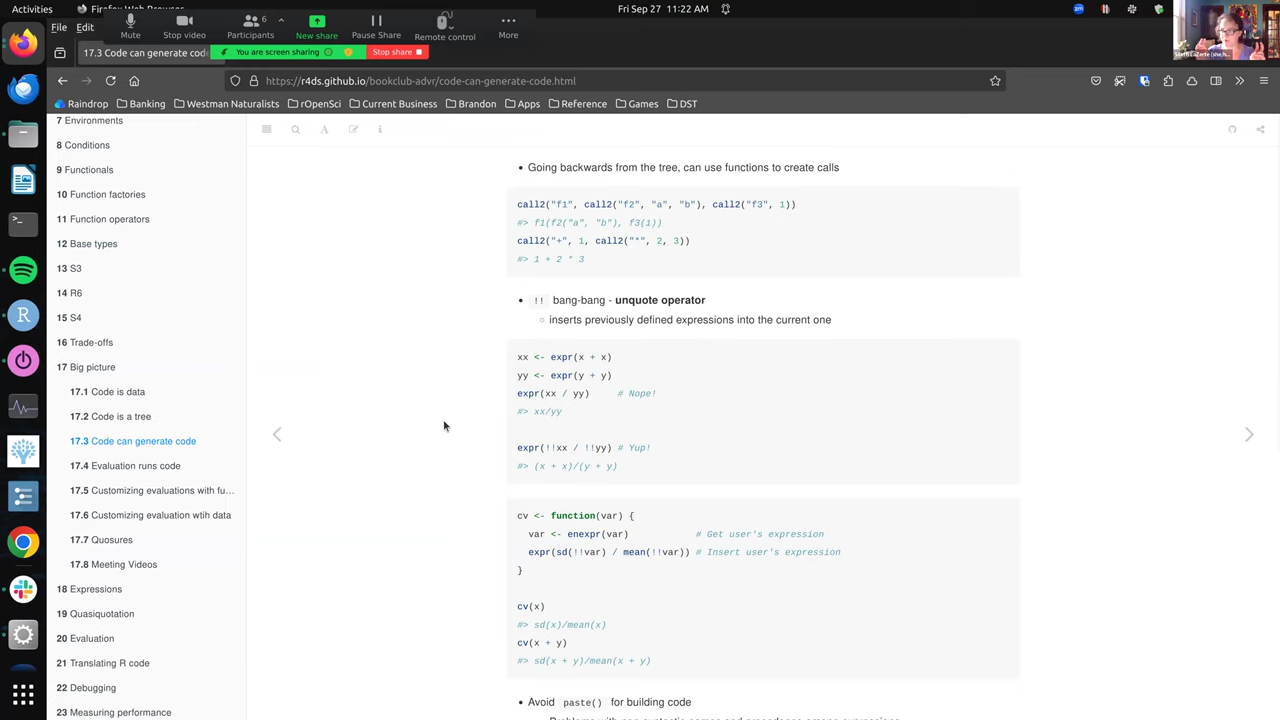 Activities
Firefox Web Browser
Fri Sep 27 11:22 AM
File Edit
Mute
Stop video
6
Participants
New share
Pause Share
Remote control
More
You are screen sharing
Stop share
17.3 Code can generate cod
https://r4ds.github.io/bookclub-advr/code-can-generate-code.html
Raindrop
Banking
Westman Naturalists
rOpenSci
Current Business
Brandon
Apps
Reference
Games
DST
7 Environments
8 Conditions
9 Functionals
10 Function factories
11 Function operators
12 Base types
13 S3
14 R6
15 S4
16 Trade-offs
17 Big picture
17.1 Code is data
17.2 Code is a tree
17.3 Code can generate code
17.4 Evaluation runs code
17.5 Customizing evaluations with fu…
17.6 Customizing evaluation wtih data
17.7 Quosures
17.8 Meeting Videos
18 Expressions
19 Quasiquotation
20 Evaluation
21 Translating R code
22 Debugging
23 Measuring performance
• Going backwards from the tree, can use functions to create calls
call2("f1", call2("f2", "a", "b"), call2("f3", 1))
#> f1(f2("a", "b"), f3(1))
call2("+", 1, call2("*", 2, 3))
#> 1 + 2 * 3
• !! bang-bang - unquote operator
○ inserts previously defined expressions into the current one
xx <- expr(x + x)
yy <- expr(y + y)
expr(xx / yy) # Nope!
#> xx/yy
expr(!!xx / !!yy) # Yup!
#> (x + x)/(y + y)
cv <- function(var) {
var <- enexpr(var) # Get user's expression
expr(sd(!!var) / mean(!!var)) # Insert user's expression
}
cv(x)
#> sd(x)/mean(x)
cv(x + y)
#> sd(x + y)/mean(x + y)
• Avoid paste() for building code